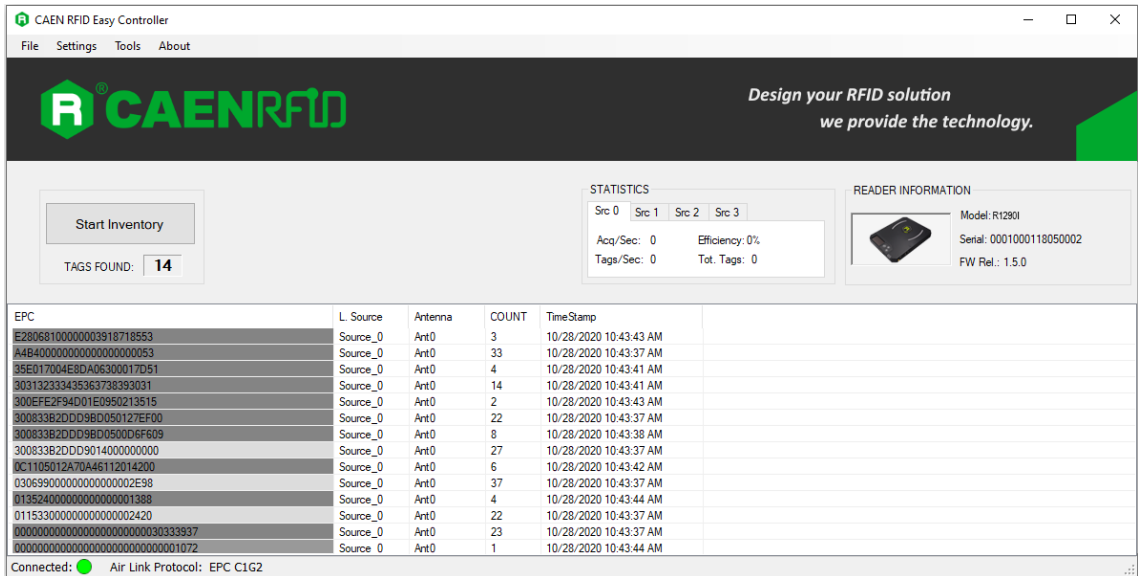 CAEN RFID Easy Controller
File Settings Tools About
R ® CAENRFID
Design your RFID solution
we provide the technology.
Start Inventory
TAGS FOUND: 14
STATISTICS
Src 0 Src 1 Src 2 Src 3
Acq/Sec: 0 Efficiency: 0%
Tags/Sec: 0 Tot. Tags: 0
READER INFORMATION
Model: R1290I
Serial: 0001000118050002
FW Rel.: 1.5.0
EPC L. Source Antenna COUNT TimeStamp
E28068100000003918718553 Source_0 Ant0 3 10/28/2020 10:43:43 AM
A4B400000000000000000053 Source_0 Ant0 33 10/28/2020 10:43:37 AM
35E017004E8DA06300017D51 Source_0 Ant0 4 10/28/2020 10:43:41 AM
303132333435363738393031 Source_0 Ant0 14 10/28/2020 10:43:41 AM
300EFE2F94D01E0950213515 Source_0 Ant0 2 10/28/2020 10:43:43 AM
300833B2DDD9BD050127EF00 Source_0 Ant0 22 10/28/2020 10:43:37 AM
300833B2DDD9BD0500D6F609 Source_0 Ant0 8 10/28/2020 10:43:38 AM
300833B2DDD9014000000000 Source_0 Ant0 27 10/28/2020 10:43:37 AM
0C1105012A70A46112014200 Source_0 Ant0 6 10/28/2020 10:43:42 AM
030699000000000000002E98 Source_0 Ant0 37 10/28/2020 10:43:37 AM
013524000000000000001388 Source_0 Ant0 4 10/28/2020 10:43:44 AM
011533000000000000002420 Source_0 Ant0 22 10/28/2020 10:43:37 AM
00000000000000000000000030333937 Source_0 Ant0 23 10/28/2020 10:43:37 AM
00000000000000000000000000001072 Source_0 Ant0 1 10/28/2020 10:43:44 AM
Connected: Air Link Protocol: EPC C1G2